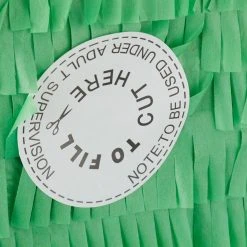 TO FILL
CUT HERE
NOTE:TO BE USED UNDER ADULT SUPERVISION